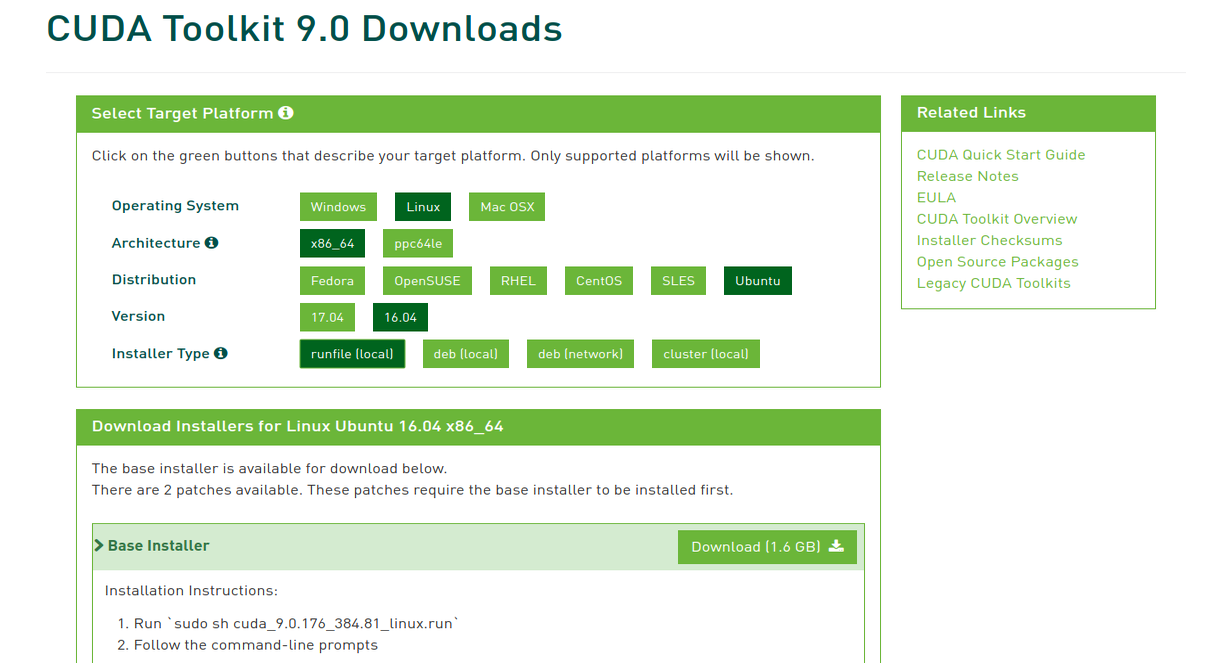 CUDA Toolkit 9.0 Downloads
Select Target Platform
Click on the green buttons that describe your target platform. Only supported platforms will be shown.
Operating System Windows Linux Mac OSX
Architecture x86_64 ppc64le
Distribution Fedora OpenSUSE RHEL CentOS SLES Ubuntu
Version 17.04 16.04
Installer Type runfile (local) deb (local) deb (network) cluster (local)
Related Links
CUDA Quick Start Guide
Release Notes
EULA
CUDA Toolkit Overview
Installer Checksums
Open Source Packages
Legacy CUDA Toolkits
Download Installers for Linux Ubuntu 16.04 x86_64
The base installer is available for download below.
There are 2 patches available. These patches require the base installer to be installed first.
Base Installer Download (1.6 GB)
Installation Instructions:
1. Run `sudo sh cuda_9.0.176_384.81_linux.run`
2. Follow the command-line prompts